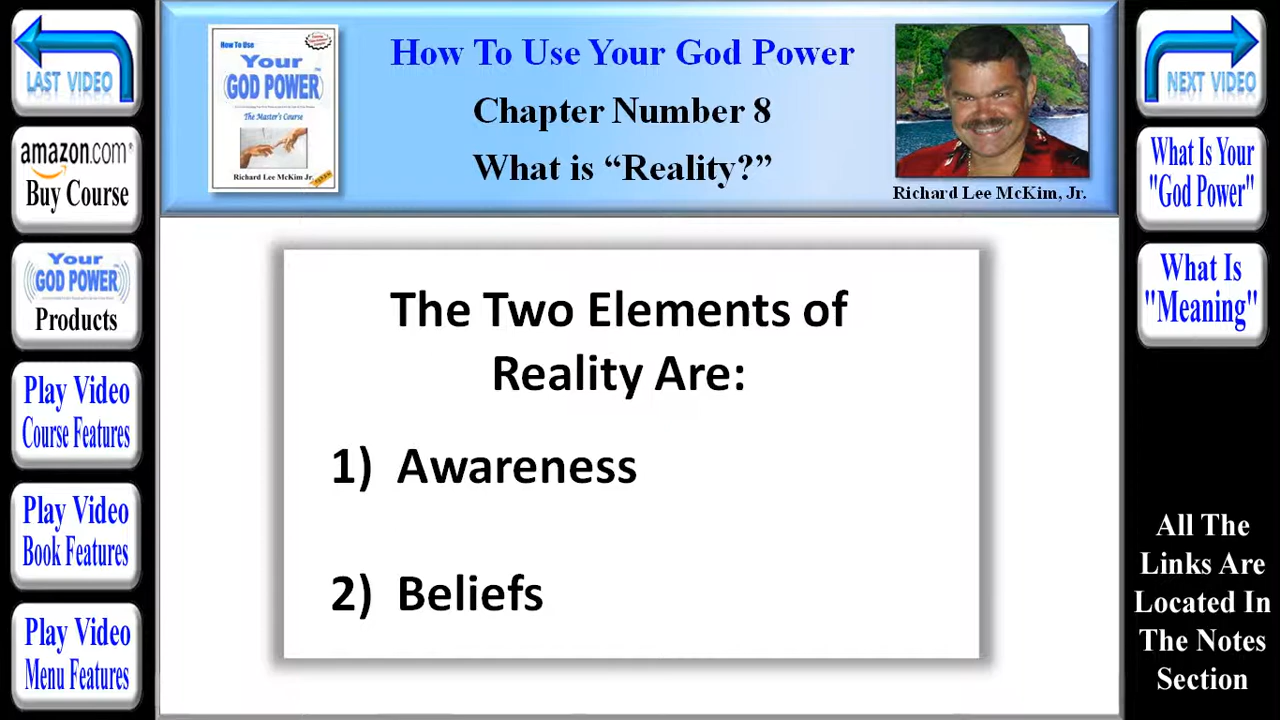 LAST VIDEO
amazon.com
Buy Course
Your
GOD POWER
Products
Play Video
Course Features
Play Video
Book Features
Play Video
Menu Features
How To Use
Your
GOD POWER
The Master's Course
Richard Lee McKim Jr.
How To Use Your God Power
Chapter Number 8
What is “Reality?”
Richard Lee McKim, Jr.
The Two Elements of
Reality Are:
1) Awareness
2) Beliefs
NEXT VIDEO
What Is Your
"God Power"
What Is
"Meaning"
All The
Links Are
Located In
The Notes
Section